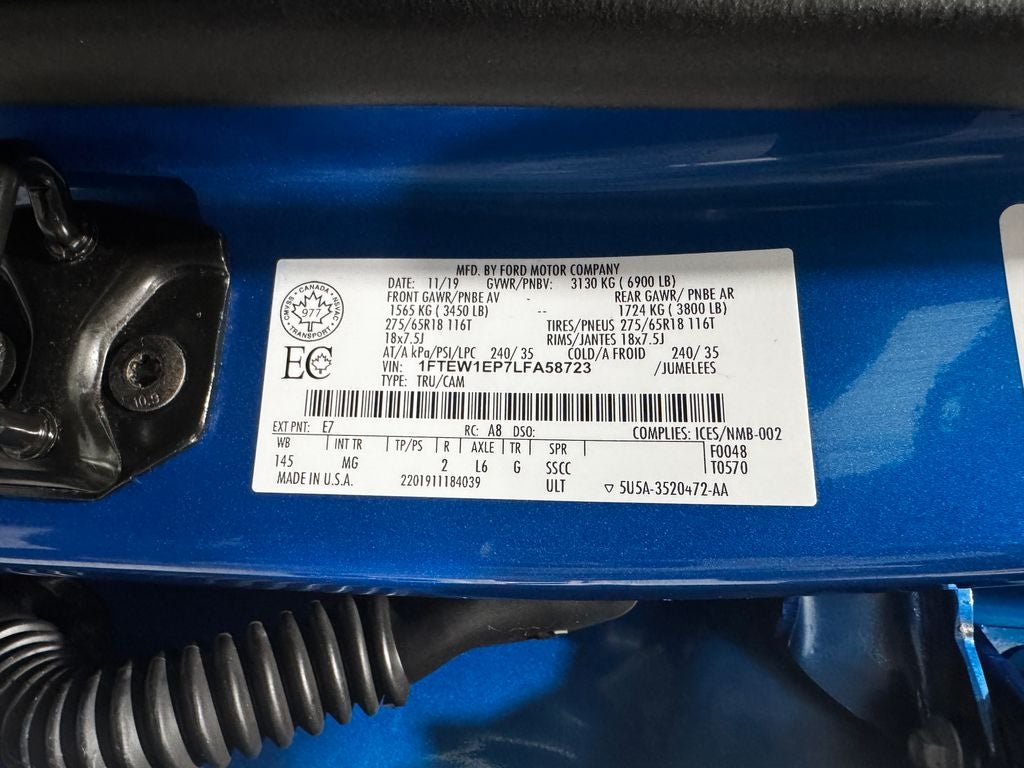 MFD. BY FORD MOTOR COMPANY
DATE: 11/19 GVWR/PNBV: 3130 KG ( 6900 LB)
FRONT GAWR/PNBE AV - REAR GAWR/ PNBE AR
1565 KG ( 3450 LB) -- 1724 KG ( 3800 LB)
275/65R18 116T TIRES/PNEUS 275/65R18 116T
18x7.5J RIMS/JANTES 18x7.5J
AT/A kPa/PSI/LPC 240/ 35 COLD/A FROID 240/ 35
VIN: 1FTEW1EP7LFA58723 /JUMELEES
TYPE: TRU/CAM
CANADA
CMVSS NSVAC
977
TRANSPORT
EC
EXT PNT: E7 RC: A8 DSO: COMPLIES: ICES/NMB-002
WB INT TR TP/PS R AXLE TR SPR F0048
145 MG 2 L6 G SSCC T0570
MADE IN U.S.A. 2201911184039 ULT ▽ 5U5A-3520472-AA
10.9